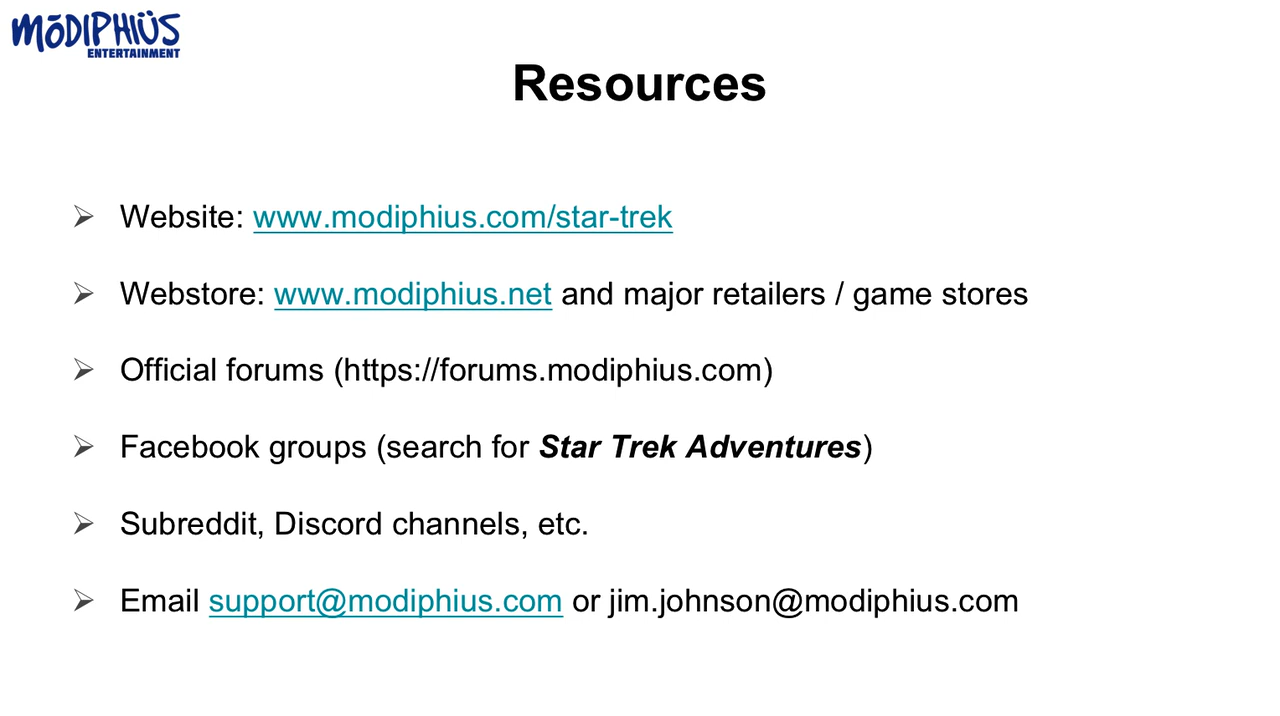 MŌDIPHIÜS
ENTERTAINMENT
Resources
➢ Website: www.modiphius.com/star-trek
➢ Webstore: www.modiphius.net and major retailers / game stores
➢ Official forums (https://forums.modiphius.com)
➢ Facebook groups (search for Star Trek Adventures)
➢ Subreddit, Discord channels, etc.
➢ Email support@modiphius.com or jim.johnson@modiphius.com